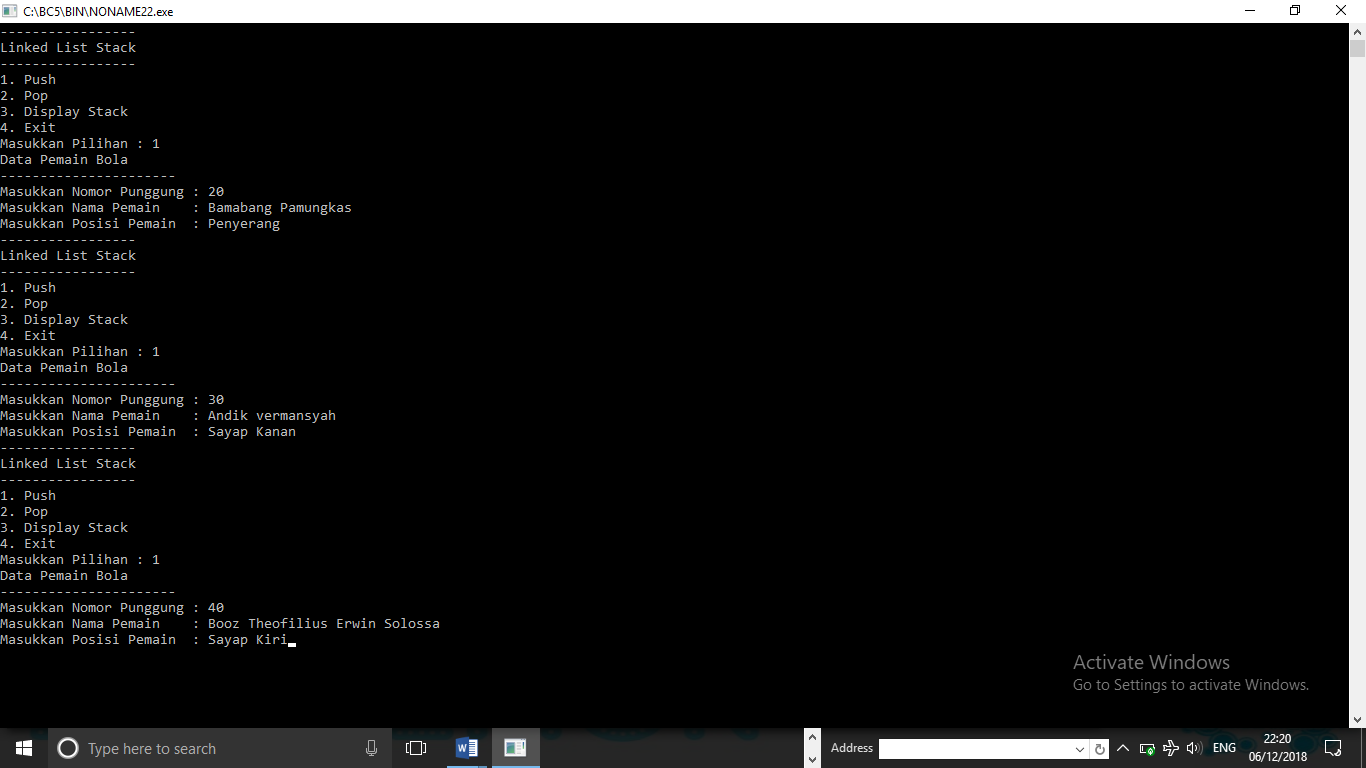 C:\BC5\BIN\NONAME22.exe
-----------------
Linked List Stack
-----------------
1. Push
2. Pop
3. Display Stack
4. Exit
Masukkan Pilihan : 1
Data Pemain Bola
----------------------
Masukkan Nomor Punggung : 20
Masukkan Nama Pemain    : Bamabang Pamungkas
Masukkan Posisi Pemain  : Penyerang
-----------------
Linked List Stack
-----------------
1. Push
2. Pop
3. Display Stack
4. Exit
Masukkan Pilihan : 1
Data Pemain Bola
----------------------
Masukkan Nomor Punggung : 30
Masukkan Nama Pemain    : Andik vermansyah
Masukkan Posisi Pemain  : Sayap Kanan
-----------------
Linked List Stack
-----------------
1. Push
2. Pop
3. Display Stack
4. Exit
Masukkan Pilihan : 1
Data Pemain Bola
----------------------
Masukkan Nomor Punggung : 40
Masukkan Nama Pemain    : Booz Theofilius Erwin Solossa
Masukkan Posisi Pemain  : Sayap Kiri
Activate Windows
Go to Settings to activate Windows.
Type here to search
Address
ENG
22:20
06/12/2018